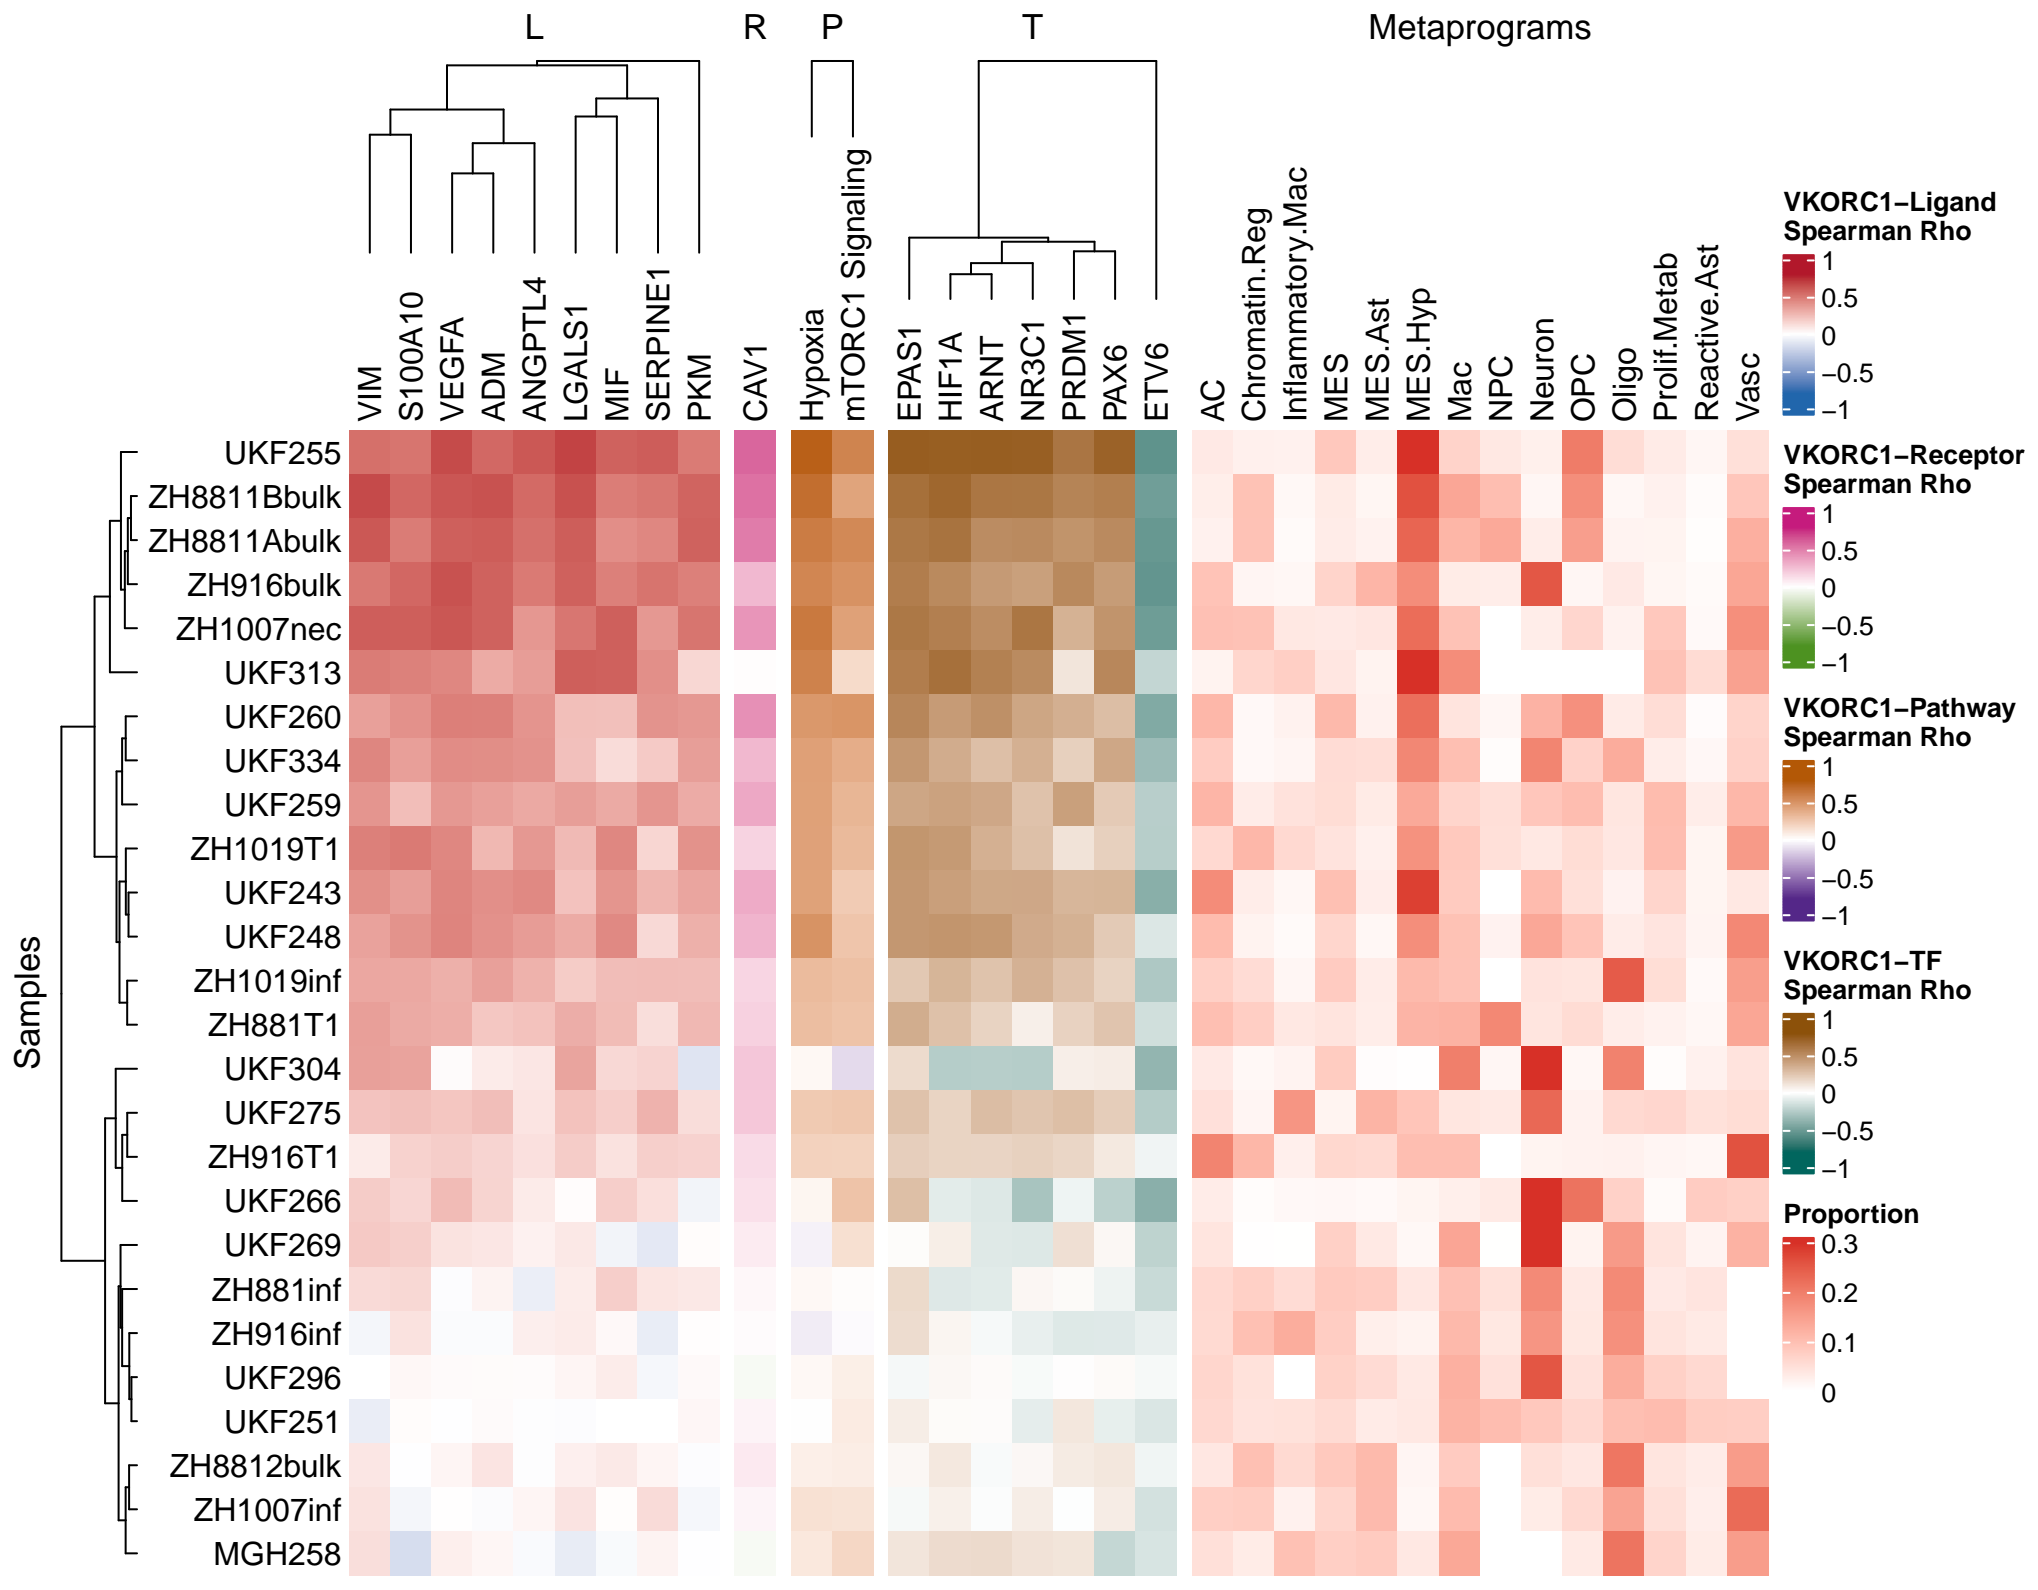 L R P T Metaprograms
VIM
S100A10
VEGFA
ADM
ANGPTL4
LGALS1
MIF
SERPINE1
PKM
CAV1
Hypoxia
mTORC1 Signaling
EPAS1
HIF1A
ARNT
NR3C1
PRDM1
PAX6
ETV6
AC
Chromatin.Reg
Inflammatory.Mac
MES
MES.Ast
MES.Hyp
Mac
NPC
Neuron
OPC
Oligo
Prolif.Metab
Reactive.Ast
Vasc
Samples
UKF255
ZH8811Bbulk
ZH8811Abulk
ZH916bulk
ZH1007nec
UKF313
UKF260
UKF334
UKF259
ZH1019T1
UKF243
UKF248
ZH1019inf
ZH881T1
UKF304
UKF275
ZH916T1
UKF266
UKF269
ZH881inf
ZH916inf
UKF296
UKF251
ZH8812bulk
ZH1007inf
MGH258
VKORC1−Ligand
Spearman Rho
1
0.5
0
−0.5
−1
VKORC1−Receptor
Spearman Rho
1
0.5
0
−0.5
−1
VKORC1−Pathway
Spearman Rho
1
0.5
0
−0.5
−1
VKORC1−TF
Spearman Rho
1
0.5
0
−0.5
−1
Proportion
0.3
0.2
0.1
0